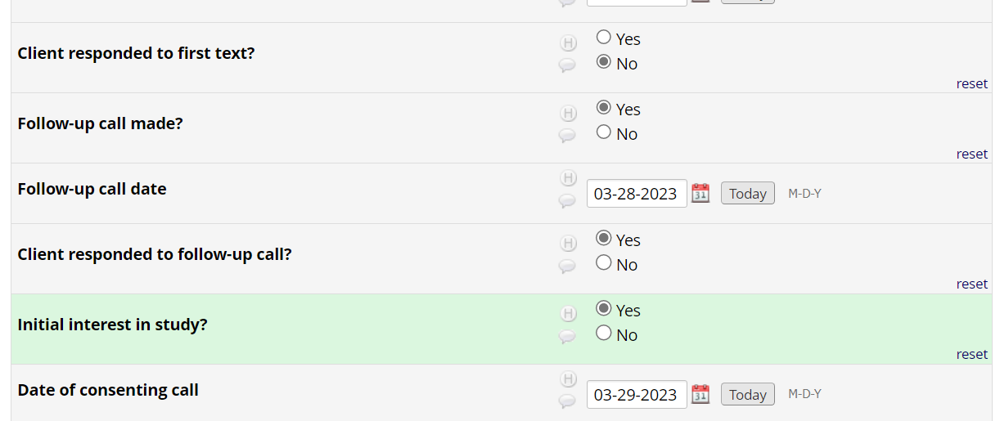 Client responded to first text?
H
Yes
No
reset
Follow-up call made?
H
Yes
No
reset
Follow-up call date
H
03-28-2023
31
Today
M-D-Y
Client responded to follow-up call?
H
Yes
No
reset
Initial interest in study?
H
Yes
No
reset
Date of consenting call
H
03-29-2023
31
Today
M-D-Y